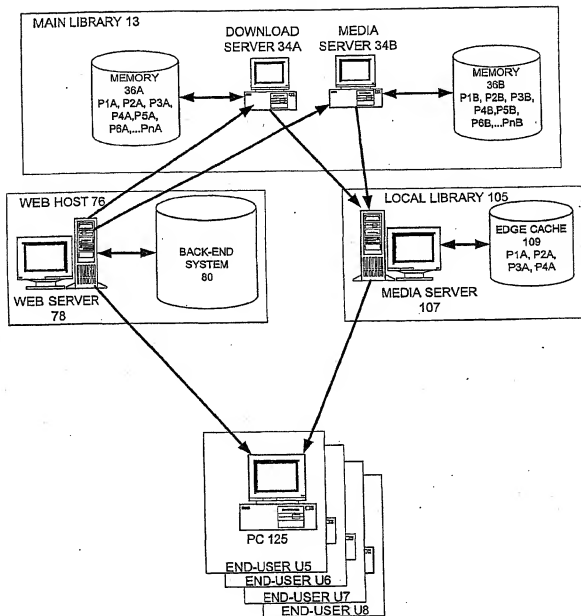 MAIN LIBRARY 13
DOWNLOAD
SERVER 34A
MEDIA
SERVER 34B
MEMORY
36A
P1A, P2A, P3A,
P4A,P5A,
P6A,...PnA
MEMORY
36B
P1B, P2B, P3B,
P4B,P5B,
P6B,...PnB
WEB HOST 76
BACK-END
SYSTEM
80
WEB SERVER
78
LOCAL LIBRARY 105
EDGE CACHE
109
P1A, P2A,
P3A, P4A
MEDIA SERVER
107
PC 125
END-USER U5
END-USER U6
END-USER U7
END-USER U8